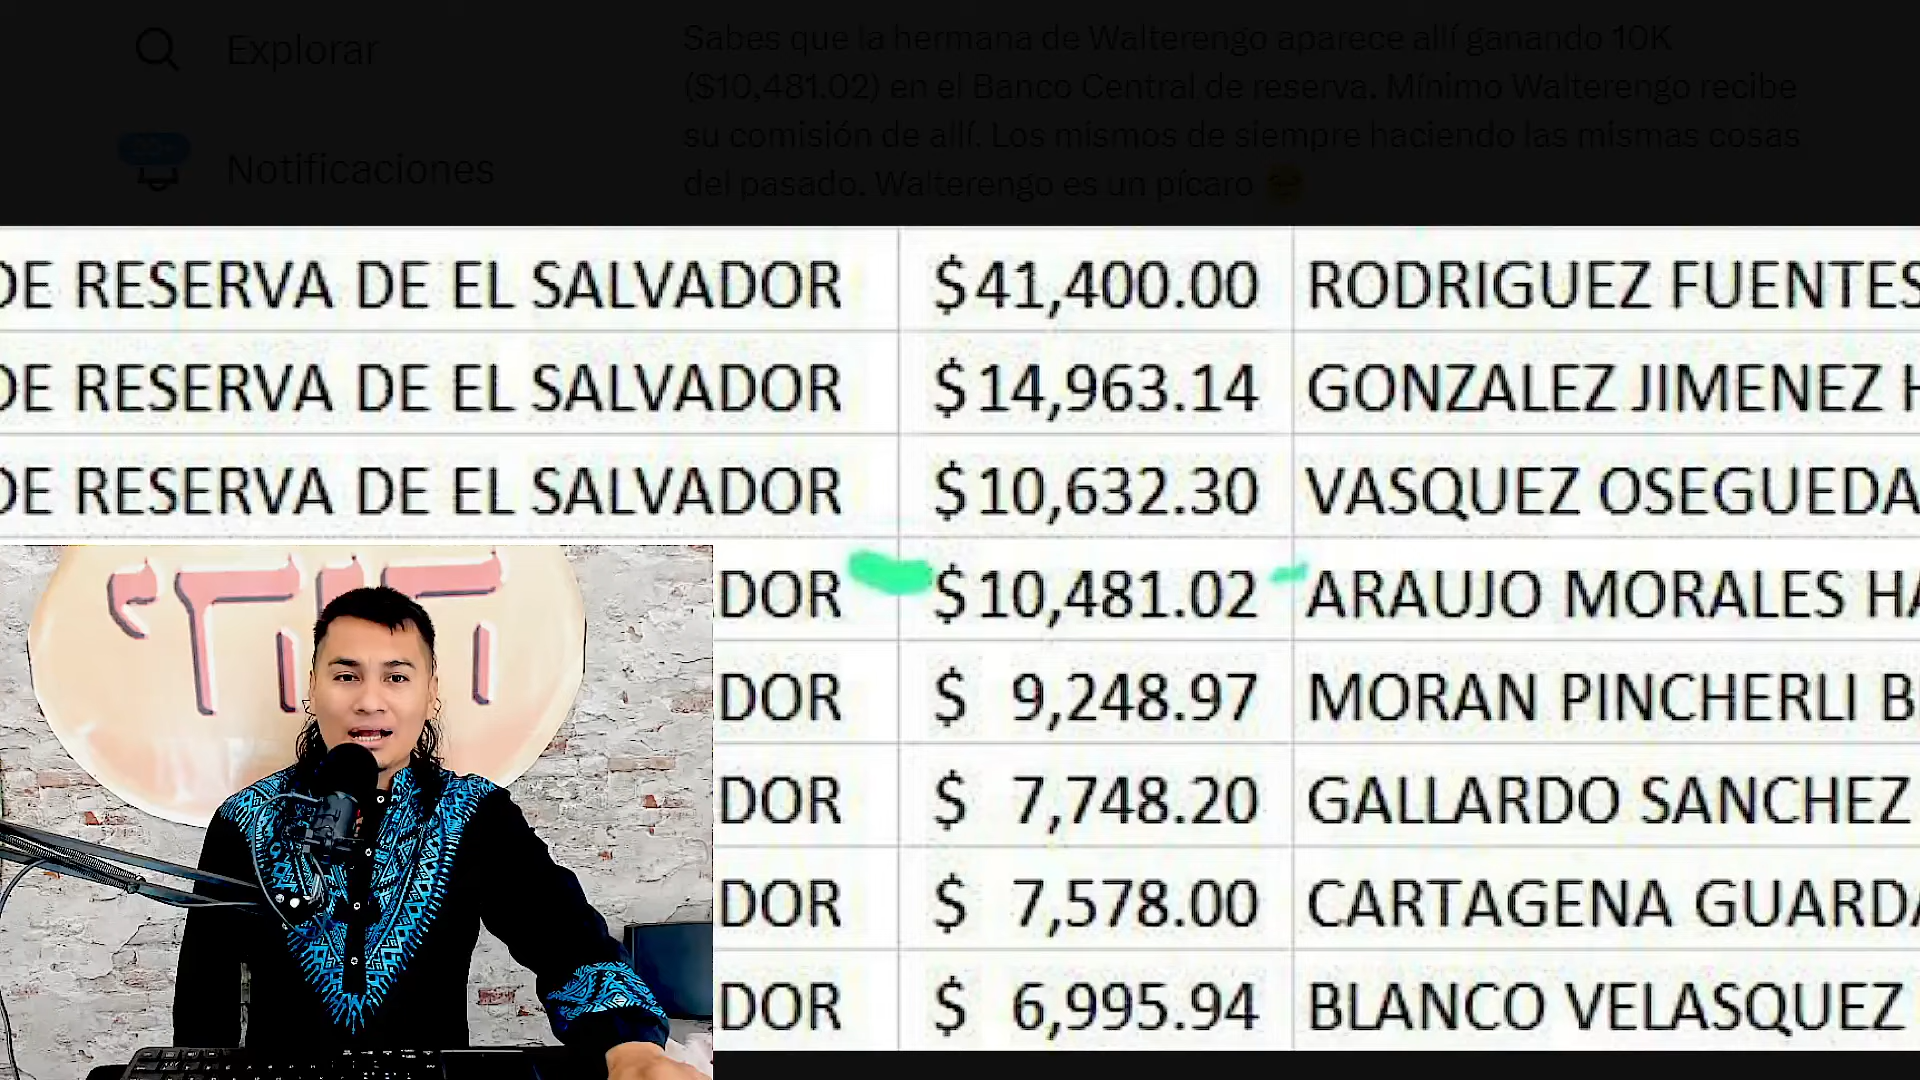 Explorar
Notificaciones
Sabes que la hermana de Walterengo aparece allí ganando 10K
($10,481.02) en el Banco Central de reserva. Mínimo Walterengo recibe
su comisión de allí. Los mismos de siempre haciendo las mismas cosas
del pasado. Walterengo es un pícaro
DE RESERVA DE EL SALVADOR $41,400.00 RODRIGUEZ FUENTES
DE RESERVA DE EL SALVADOR $14,963.14 GONZALEZ JIMENEZ H
DE RESERVA DE EL SALVADOR $10,632.30 VASQUEZ OSEGUEDA
DOR $10,481.02 ARAUJO MORALES HA
DOR $ 9,248.97 MORAN PINCHERLI B
DOR $ 7,748.20 GALLARDO SANCHEZ
DOR $ 7,578.00 CARTAGENA GUARDA
DOR $ 6,995.94 BLANCO VELASQUEZ